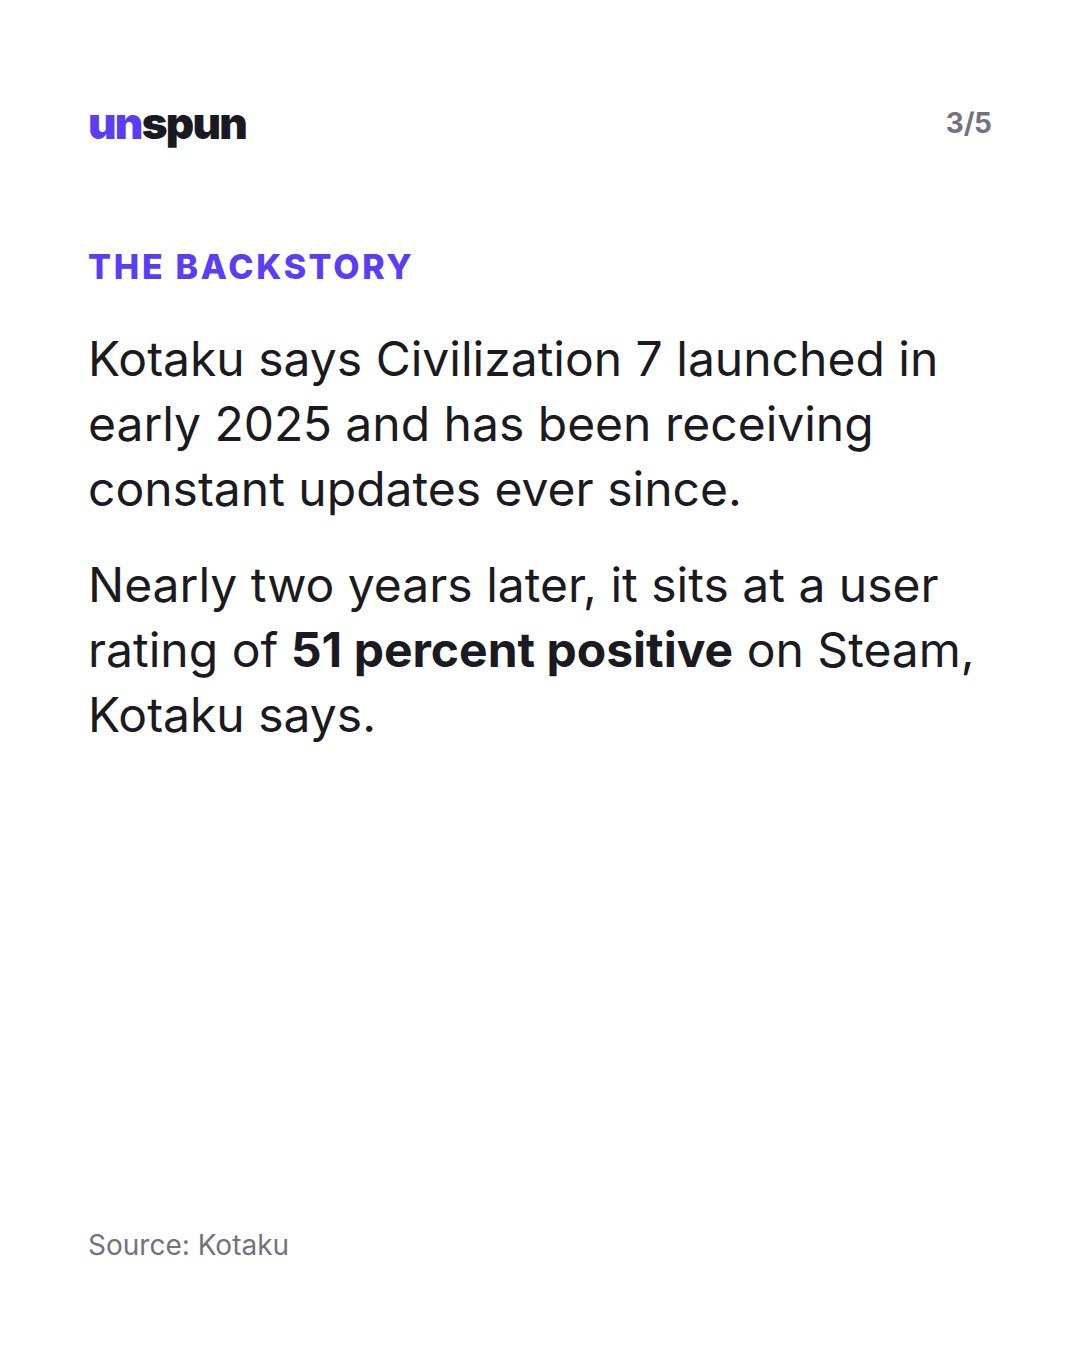 unspun
3/5
THE BACKSTORY
Kotaku says Civilization 7 launched in
early 2025 and has been receiving
constant updates ever since.
Nearly two years later, it sits at a user
rating of 51 percent positive on Steam,
Kotaku says.
Source: Kotaku